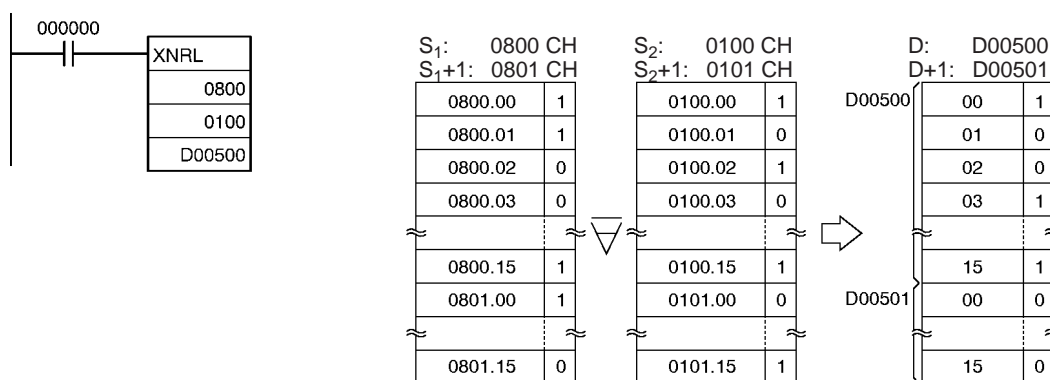 000000
XNRL
0800
0100
D00500
S₁: 0800 CH
S₁+1: 0801 CH
0800.00 1
0800.01 1
0800.02 0
0800.03 0
0800.15 1
0801.00 1
0801.15 0
S₂: 0100 CH
S₂+1: 0101 CH
0100.00 1
0100.01 0
0100.02 1
0100.03 0
0100.15 1
0101.00 0
0101.15 1
D: D00500
D+1: D00501
D00500
00 1
01 0
02 0
03 1
15 1
D00501
00 0
15 0